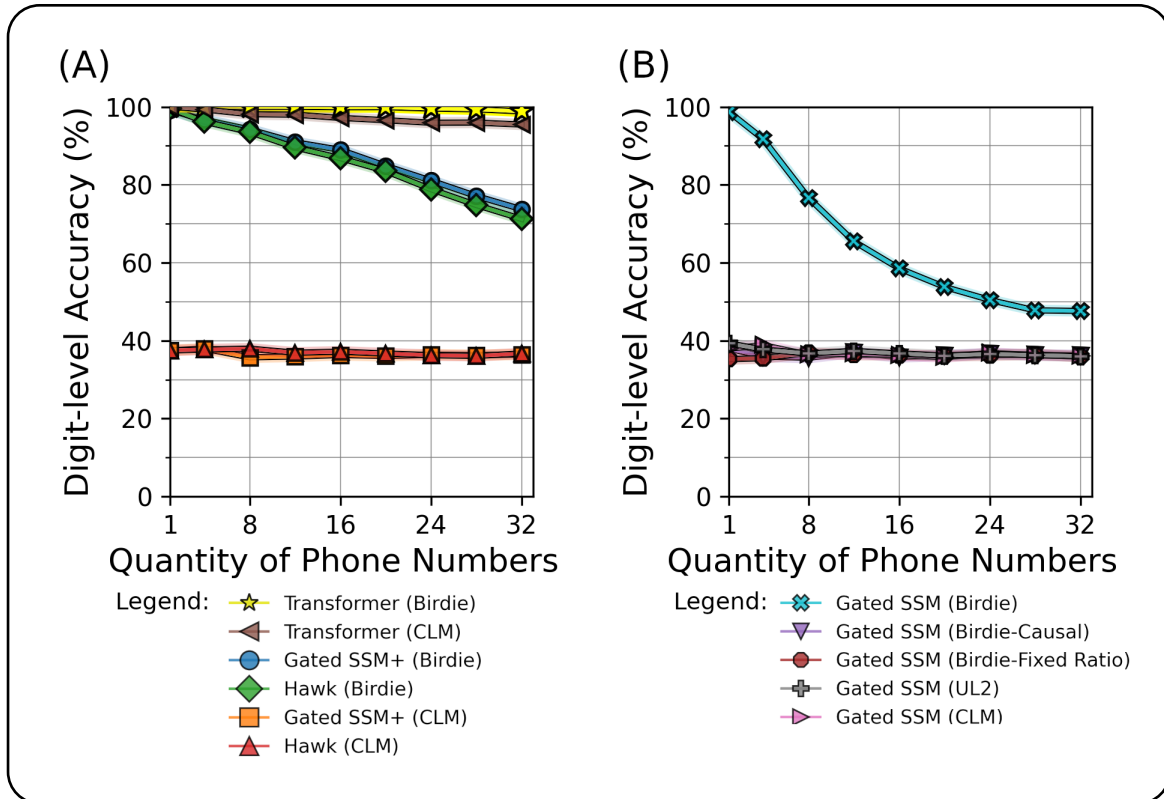 (A)
Digit-level Accuracy (%)
100
80
60
40
20
0
1 8 16 24 32
Quantity of Phone Numbers
Legend:
Transformer (Birdie)
Transformer (CLM)
Gated SSM+ (Birdie)
Hawk (Birdie)
Gated SSM+ (CLM)
Hawk (CLM)
(B)
Digit-level Accuracy (%)
100
80
60
40
20
0
1 8 16 24 32
Quantity of Phone Numbers
Legend:
Gated SSM (Birdie)
Gated SSM (Birdie-Causal)
Gated SSM (Birdie-Fixed Ratio)
Gated SSM (UL2)
Gated SSM (CLM)